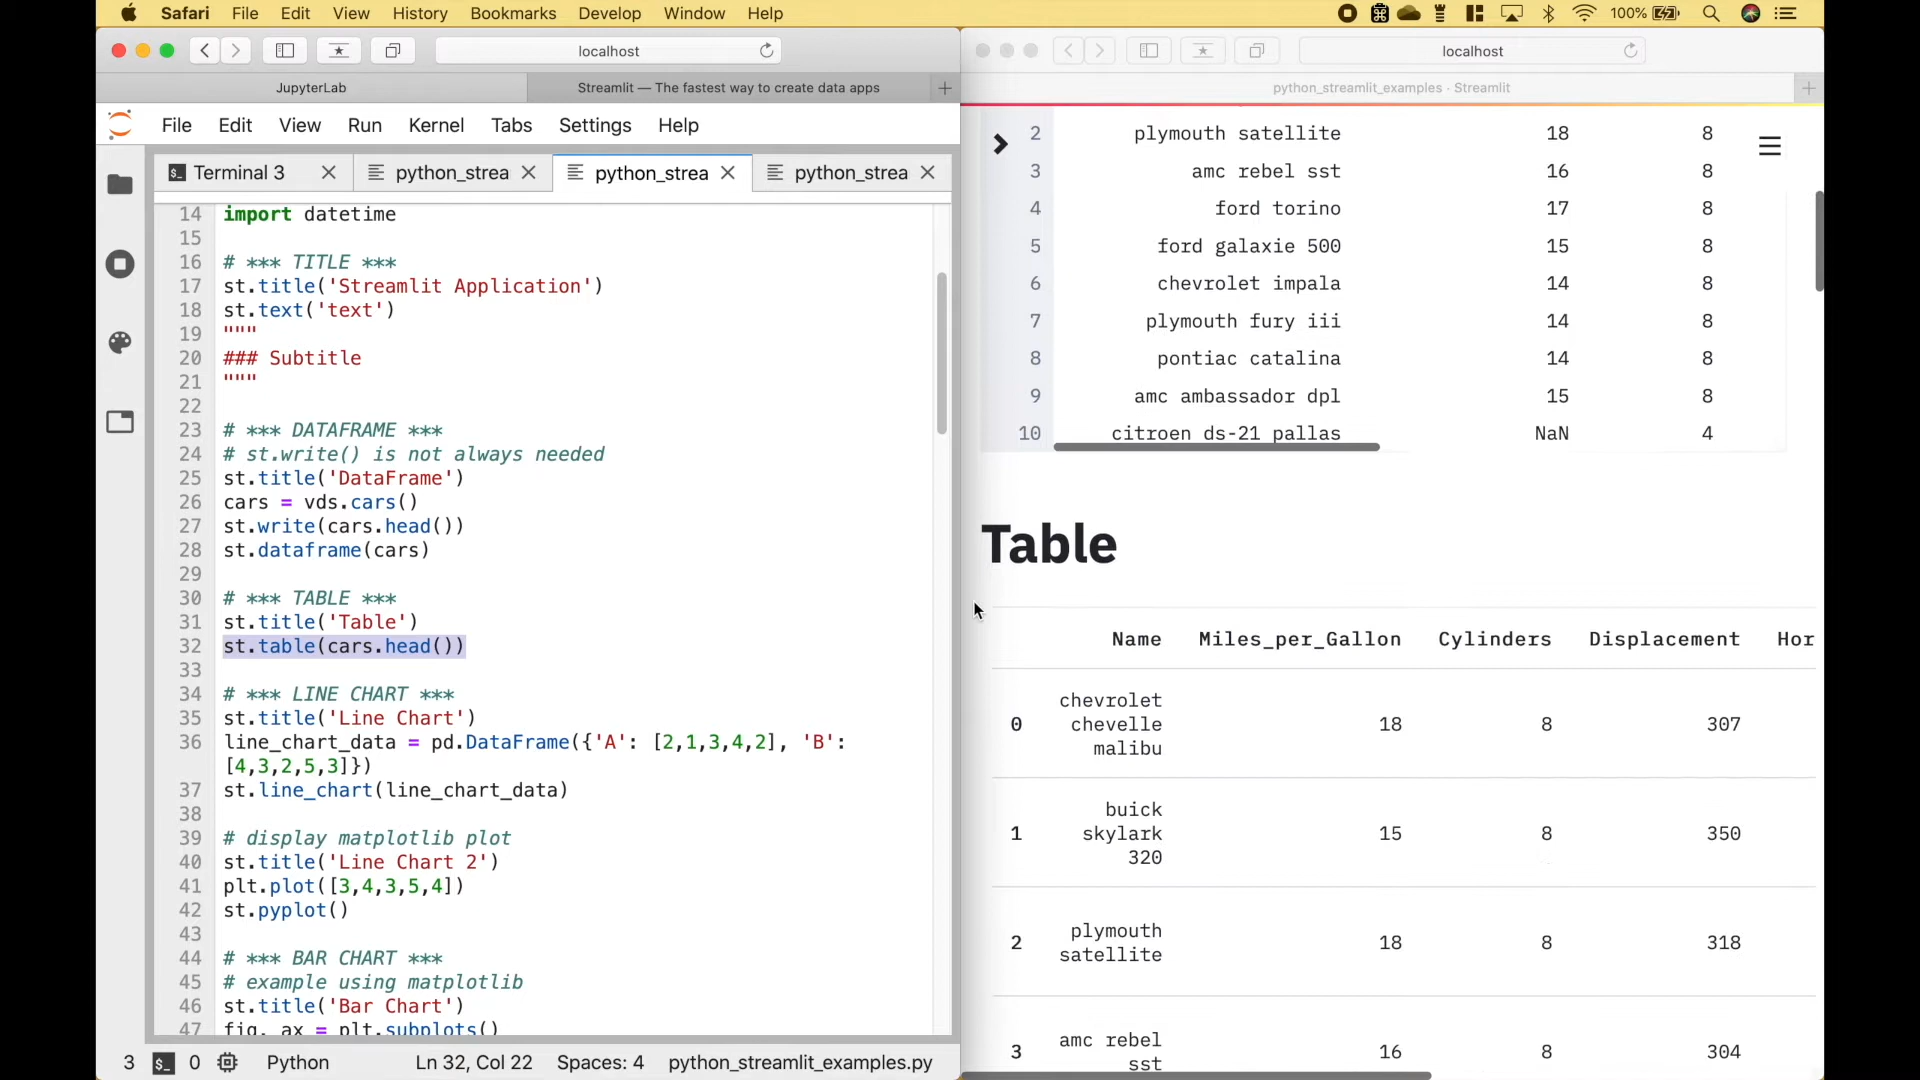 Safari File Edit View History Bookmarks Develop Window Help 100%
localhost
JupyterLab Streamlit — The fastest way to create data apps
File Edit View Run Kernel Tabs Settings Help
Terminal 3 python_strea python_strea python_strea
14 import datetime
15
16 # *** TITLE ***
17 st.title('Streamlit Application')
18 st.text('text')
19 """
20 ### Subtitle
21 """
22
23 # *** DATAFRAME ***
24 # st.write() is not always needed
25 st.title('DataFrame')
26 cars = vds.cars()
27 st.write(cars.head())
28 st.dataframe(cars)
29
30 # *** TABLE ***
31 st.title('Table')
32 st.table(cars.head())
33
34 # *** LINE CHART ***
35 st.title('Line Chart')
36 line_chart_data = pd.DataFrame({'A': [2,1,3,4,2], 'B':
[4,3,2,5,3]})
37 st.line_chart(line_chart_data)
38
39 # display matplotlib plot
40 st.title('Line Chart 2')
41 plt.plot([3,4,3,5,4])
42 st.pyplot()
43
44 # *** BAR CHART ***
45 # example using matplotlib
46 st.title('Bar Chart')
47 fig, ax = plt.subplots()
3 0 Python Ln 32, Col 22 Spaces: 4 python_streamlit_examples.py
localhost
python_streamlit_examples - Streamlit
2 plymouth satellite 18 8
3 amc rebel sst 16 8
4 ford torino 17 8
5 ford galaxie 500 15 8
6 chevrolet impala 14 8
7 plymouth fury iii 14 8
8 pontiac catalina 14 8
9 amc ambassador dpl 15 8
10 citroen ds-21 pallas NaN 4
Table
Name Miles_per_Gallon Cylinders Displacement Hor
chevrolet
0 chevelle 18 8 307
malibu
buick
1 skylark 15 8 350
320
plymouth
2 18 8 318
satellite
amc rebel
3 16 8 304
sst